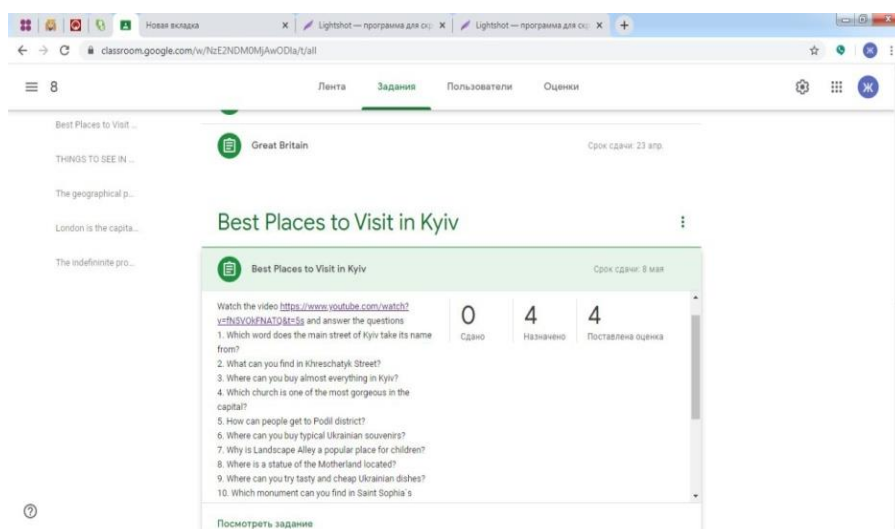 Новая вкладка
Lightshot — программа для ск
Lightshot — программа для ск
classroom.google.com/w/NzE2NDM0MjAwODIa/t/all
8
Лента Задания Пользователи Оценки
Ж
Best Places to Visit ...
THINGS TO SEE IN ...
The geographical p...
London is the capita...
The indefininite pro...
Great Britain
Срок сдачи: 23 апр.
Best Places to Visit in Kyiv
Best Places to Visit in Kyiv
Срок сдачи: 8 мая
Watch the video https://www.youtube.com/watch?
v=fN5VOkFNATQ&t=5s and answer the questions
1. Which word does the main street of Kyiv take its name
from?
2. What can you find in Khreschatyk Street?
3. Where can you buy almost everything in Kyiv?
4. Which church is one of the most gorgeous in the
capital?
5. How can people get to Podil district?
6. Where can you buy typical Ukrainian souvenirs?
7. Why is Landscape Alley a popular place for children?
8. Where is a statue of the Motherland located?
9. Where can you try tasty and cheap Ukrainian dishes?
10. Which monument can you find in Saint Sophia`s
0 4 4
Сдано Назначено Поставлена оценка
Посмотреть задание